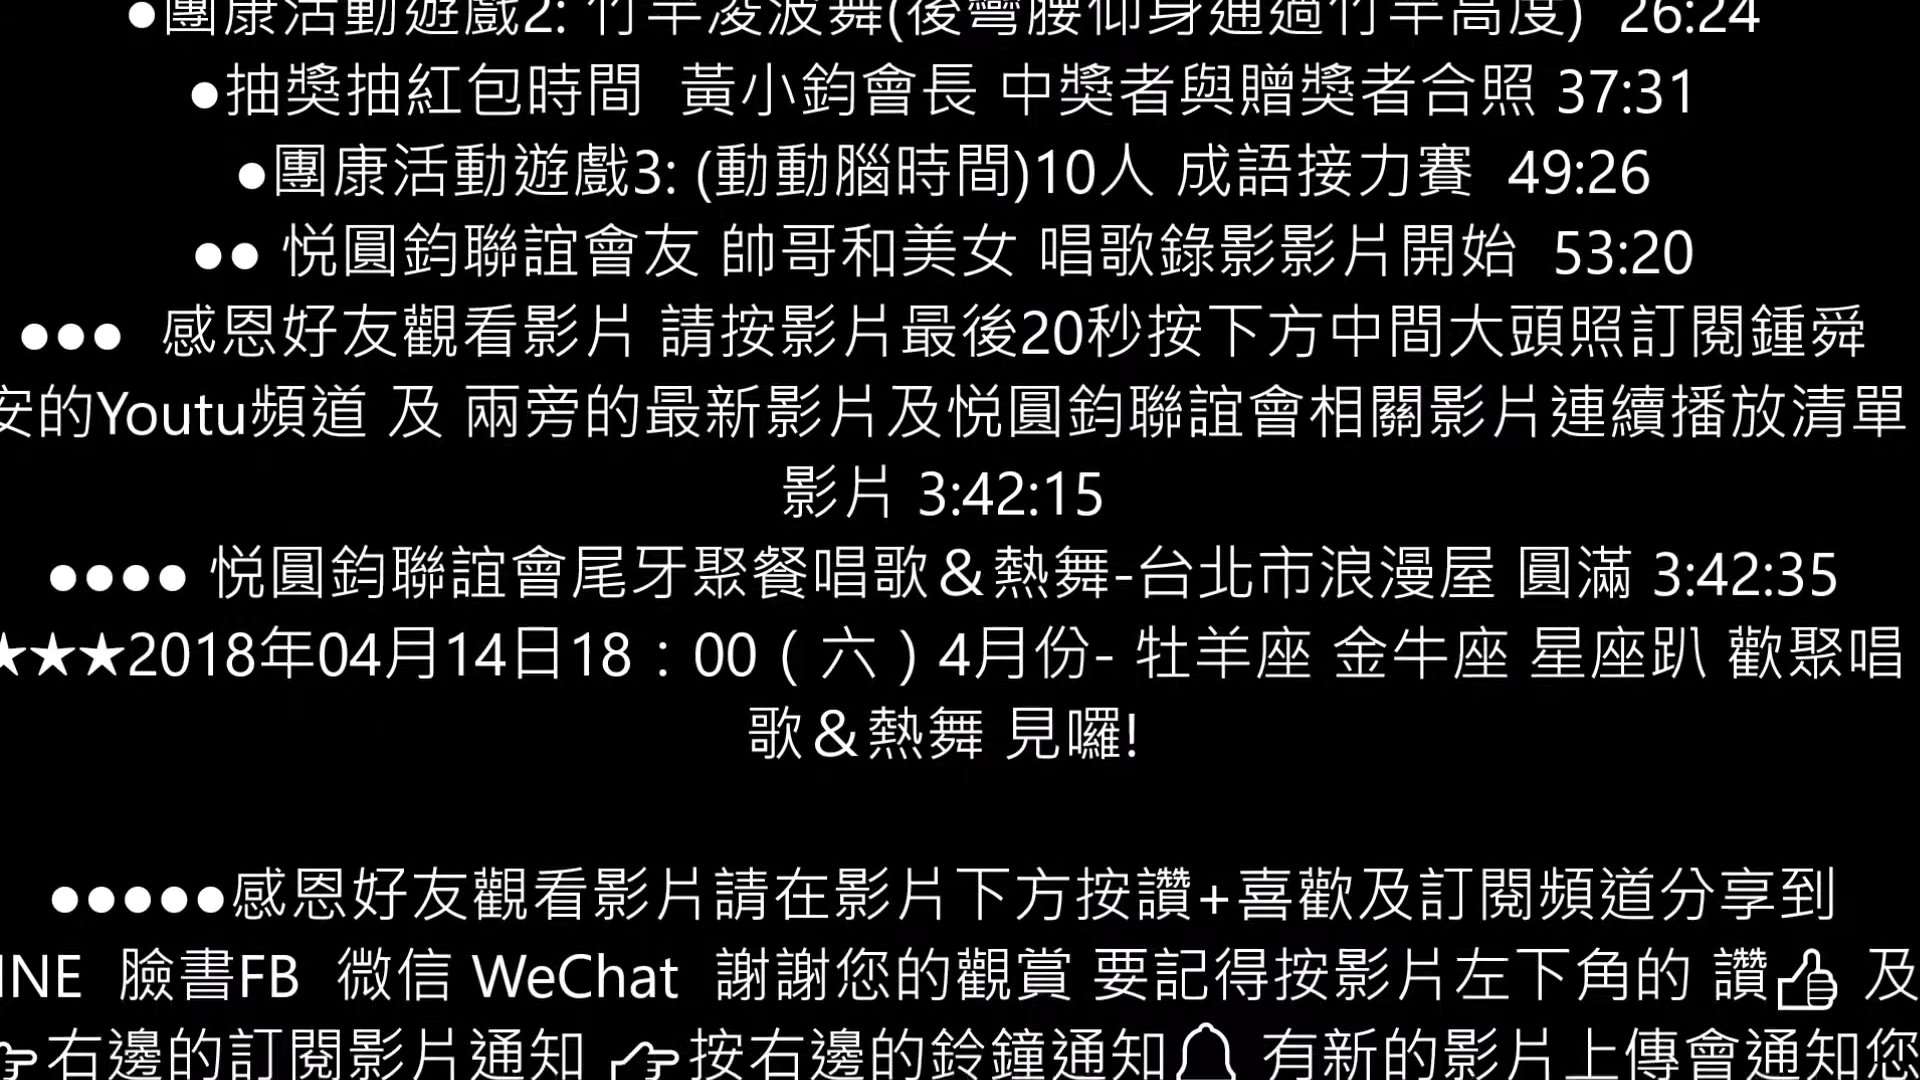 ●團康活動遊戲2: 竹竿凌波舞(後彎腰仰身通過竹竿高度) 26:24
●抽獎抽紅包時間 黃小鈞會長 中獎者與贈獎者合照 37:31
●團康活動遊戲3: (動動腦時間)10人 成語接力賽 49:26
●● 悅圓鈞聯誼會友 帥哥和美女 唱歌錄影影片開始 53:20
●●● 感恩好友觀看影片 請按影片最後20秒按下方中間大頭照訂閱鍾舜
安的Youtu頻道 及 兩旁的最新影片及悅圓鈞聯誼會相關影片連續播放清單
影片 3:42:15
●●●● 悅圓鈞聯誼會尾牙聚餐唱歌＆熱舞-台北市浪漫屋 圓滿 3:42:35
★★★2018年04月14日18：00（六）4月份- 牡羊座 金牛座 星座趴 歡聚唱
歌＆熱舞 見囉!
●●●●●感恩好友觀看影片請在影片下方按讚+喜歡及訂閱頻道分享到
INE 臉書FB 微信 WeChat 謝謝您的觀賞 要記得按影片左下角的 讚👍 及
👉右邊的訂閱影片通知 👉按右邊的鈴鐘通知🔔 有新的影片上傳會通知您